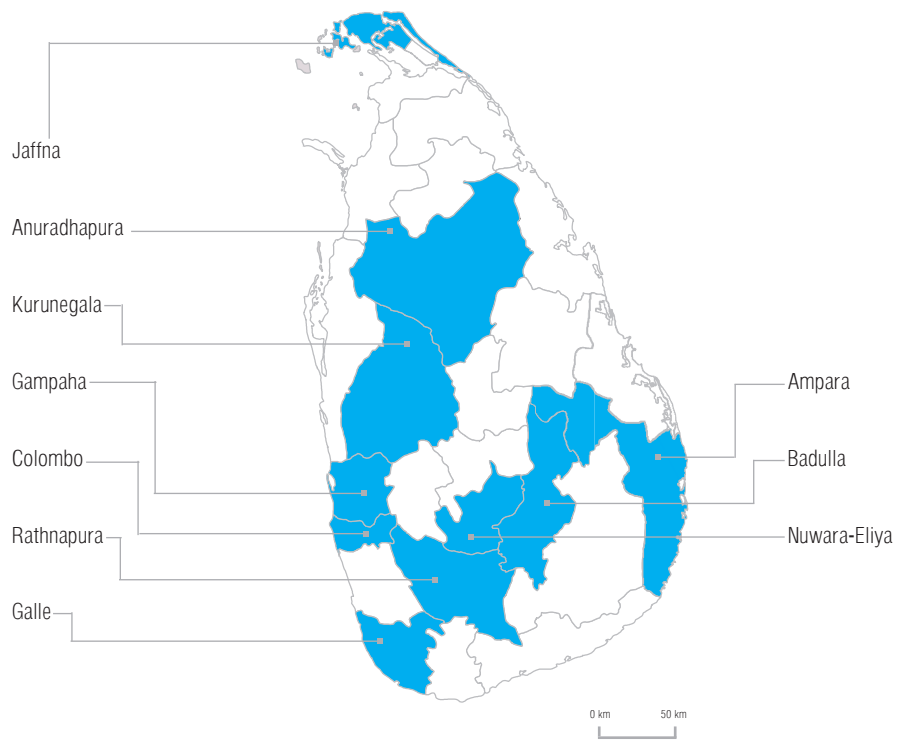 Jaffna
Anuradhapura
Kurunegala
Gampaha
Colombo
Rathnapura
Galle
Ampara
Badulla
Nuwara-Eliya
0 km 50 km